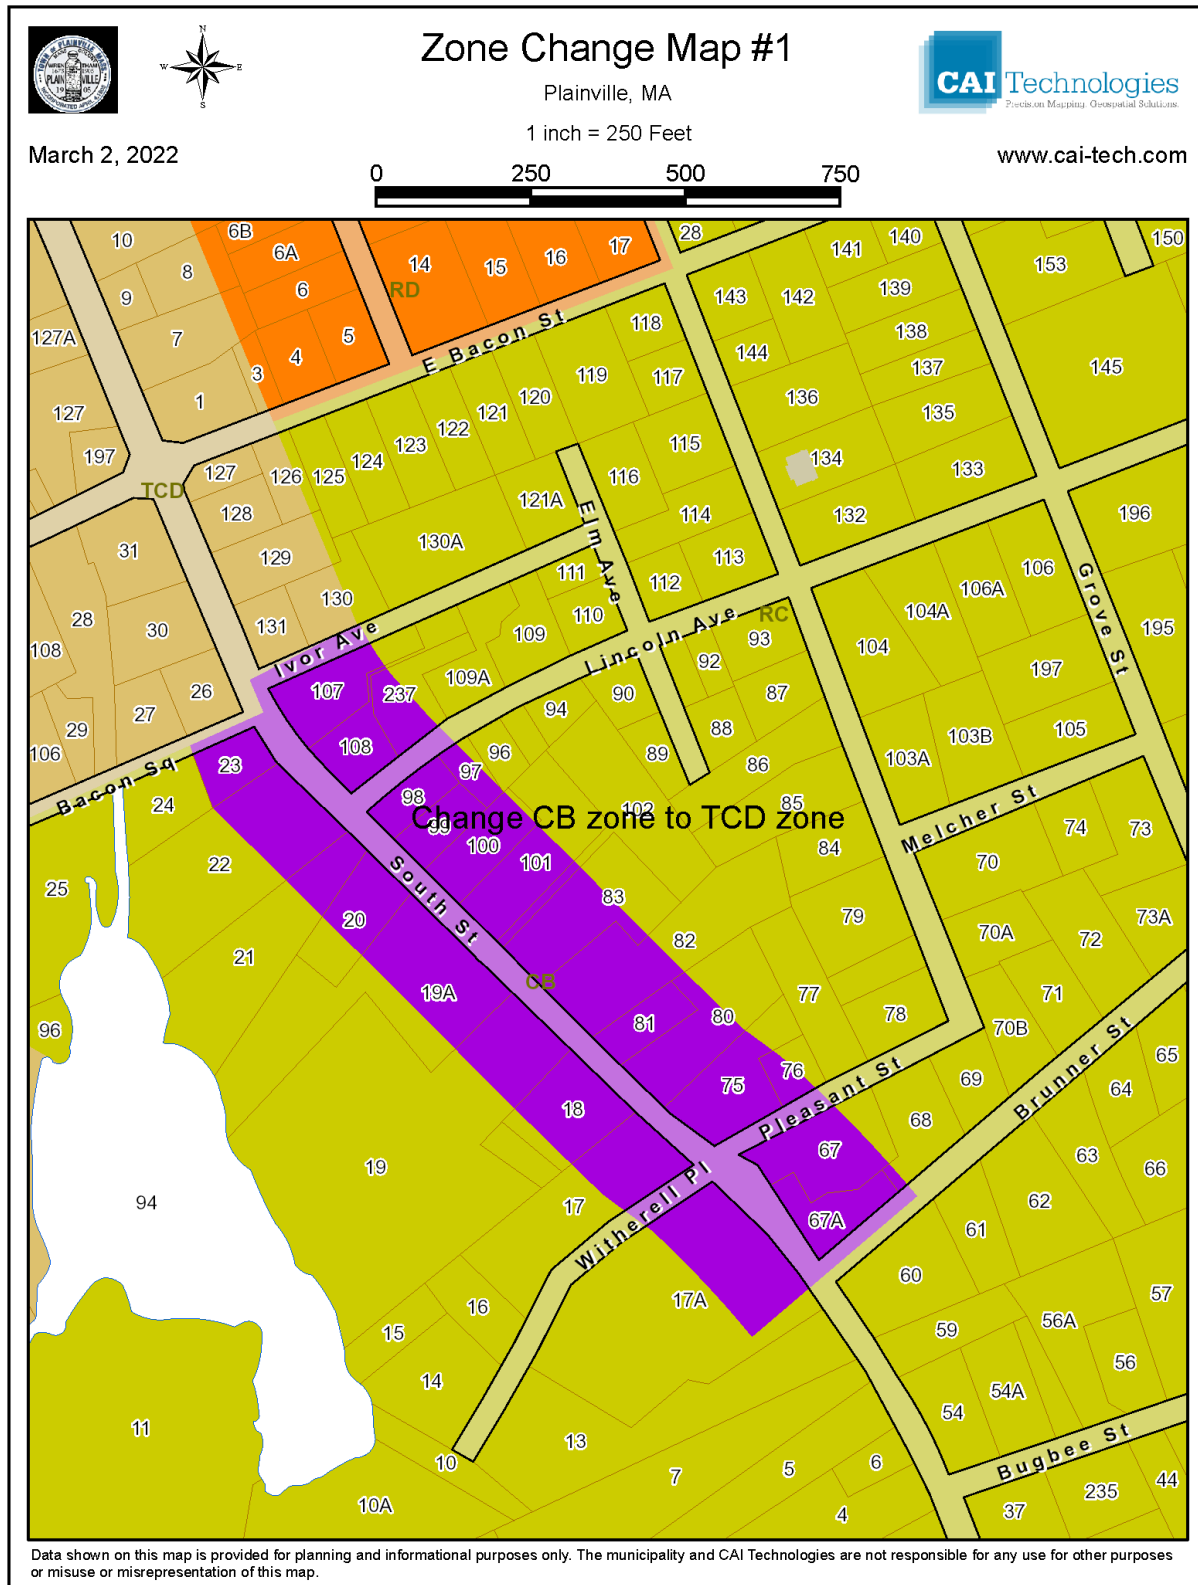 Zone Change Map #1
Plainville, MA
1 inch = 250 Feet
March 2, 2022
CAI Technologies
Precision Mapping. Geospatial Solutions.
www.cai-tech.com
0 250 500 750
TOWN OF PLAINVILLE MASS
PLAIN VILLE
19 05
INCORPORATED APRIL 4, 1905
N
W E
S
10
6B
6A
8
9
6
14
RD
15
16
17
28
141
140
153
150
127A
7
5
4
3
1
E Bacon St
143
142
139
118
144
138
137
145
119
117
136
127
120
121
122
123
124
135
197
115
134
133
127
126
125
116
TCD
128
121A
114
132
196
31
129
130A
Elm Ave
113
111
112
106
106A
Grove St
130
110
Lincoln Ave
RC
104A
28
30
131
Ivor Ave
109
93
92
104
195
108
197
26
107
237
109A
90
87
94
88
29
27
108
96
89
86
103A
103B
105
106
Bacon Sq
23
97
24
98
99
102
85
Change CB zone to TCD zone
Melcher St
74
73
100
101
84
70
22
South St
25
83
79
73A
20
82
70A
72
21
CB
19A
77
71
81
80
78
70B
96
Brunner St
65
75
76
Pleasant St
69
64
18
68
67
63
66
19
94
17
Witherell Pl
67A
62
61
60
17A
57
16
15
59
56A
56
14
54A
54
11
13
10
7
5
6
Bugbee St
44
235
10A
4
37
Data shown on this map is provided for planning and informational purposes only. The municipality and CAI Technologies are not responsible for any use for other purposes
or misuse or misrepresentation of this map.